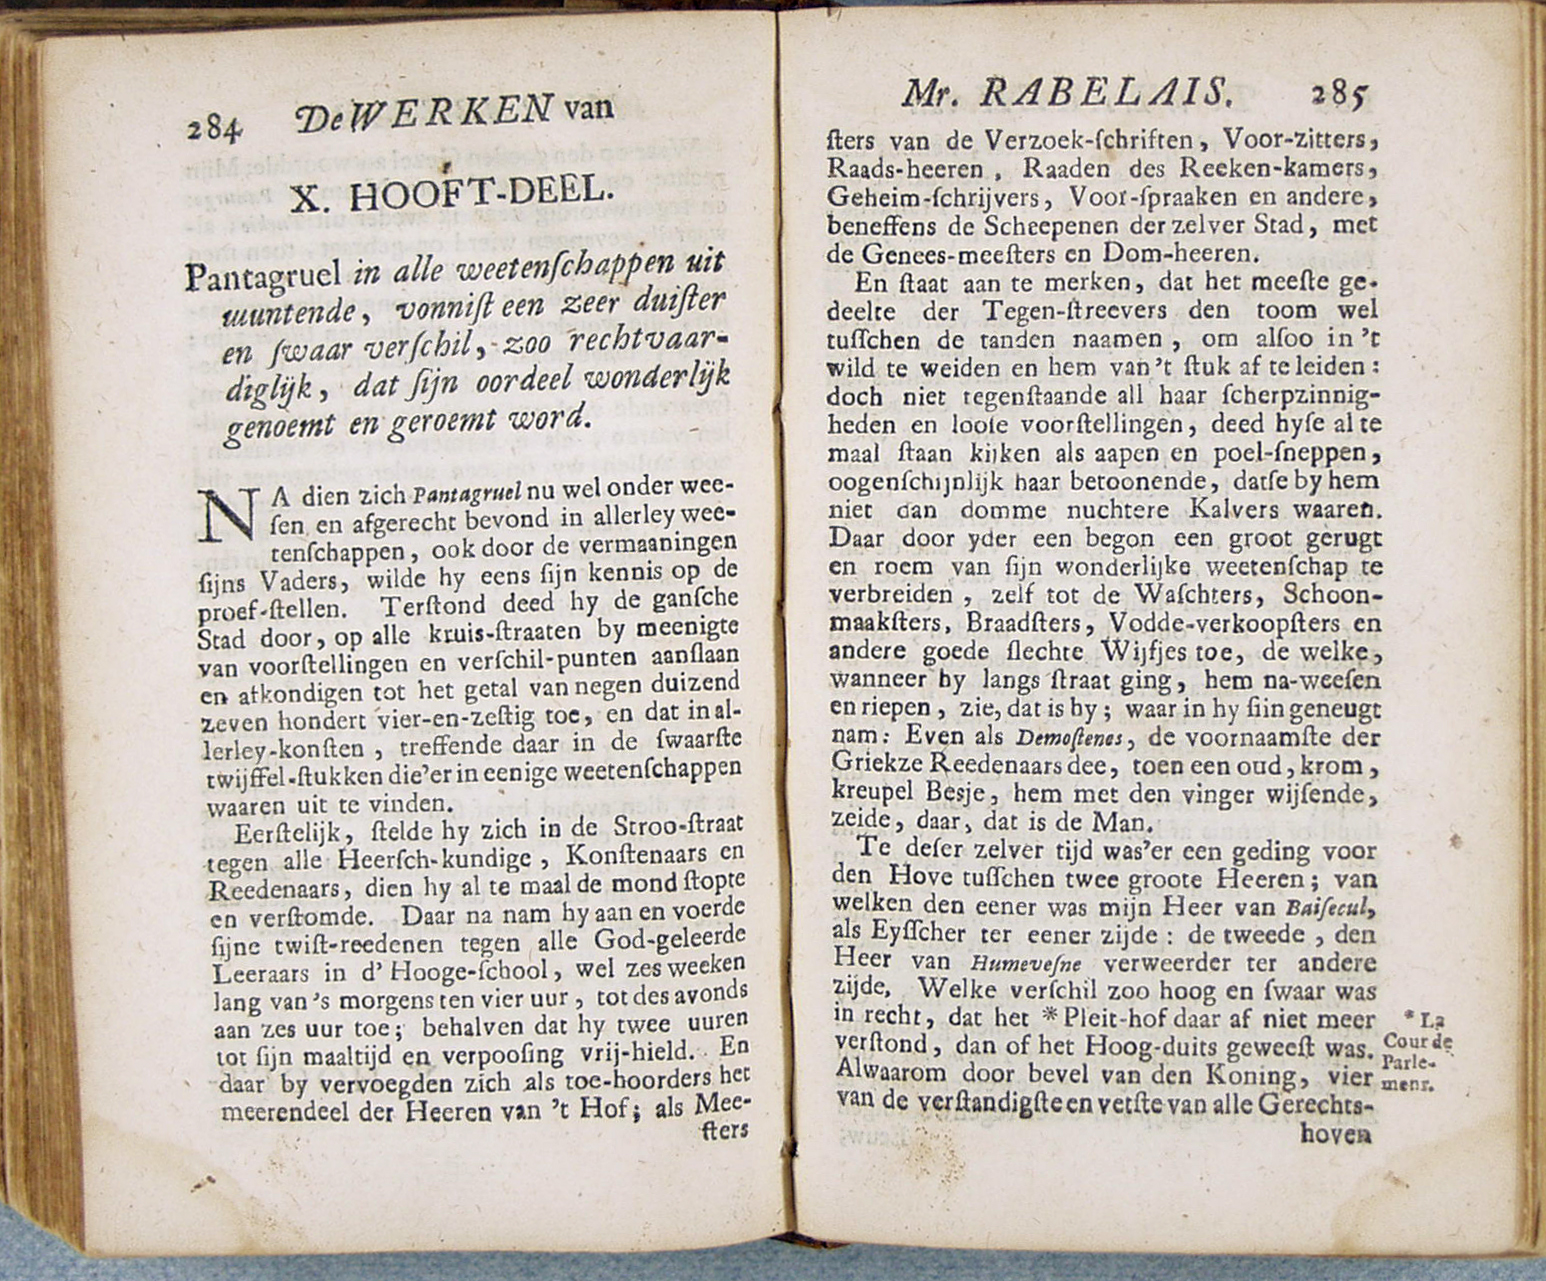 284 De WERKEN van
X. HOOFT-DEEL.
Pantagruel in alle weetenſchappen uit
muntende, vonniſt een zeer duiſter
en ſwaar verſchil, zoo rechtvaar-
diglijk, dat ſijn oordeel wonderlijk
genoemt en geroemt word.
NA dien zich Pantagruel nu wel onder wee-
ſen en afgerecht bevond in allerley wee-
tenſchappen, ook door de vermaaningen
ſijns Vaders, wilde hy eens ſijn kennis op de
proef-ſtellen. Terſtond deed hy de ganſche
Stad door, op alle kruis-ſtraaten by meenigte
van voorſtellingen en verſchil-punten aanſlaan
en afkondigen tot het getal van negen duizend
zeven hondert vier-en-zeſtig toe, en dat in al-
lerley-konſten, treffende daar in de ſwaarſte
twijffel-ſtukken die'er in eenige weetenſchappen
waaren uit te vinden.
Eerſtelijk, ſtelde hy zich in de Stroo-ſtraat
tegen alle Heerſch-kundige, Konſtenaars en
Reedenaars, dien hy al te maal de mond ſtopte
en verſtomde. Daar na nam hy aan en voerde
ſijne twiſt-reedenen tegen alle God-geleerde
Leeraars in d' Hooge-ſchool, wel zes weeken
lang van 's morgens ten vier uur, tot des avonds
aan zes uur toe; behalven dat hy twee uuren
tot ſijn maaltijd en verpooſing vrij-hield. En
daar by vervoegden zich als toe-hoorders het
meerendeel der Heeren van 't Hof; als Mee-
ſters
Mr. RABELAIS. 285
ſters van de Verzoek-ſchriften, Voor-zitters,
Raads-heeren, Raaden des Reeken-kamers,
Geheim-ſchrijvers, Voor-ſpraaken en andere,
beneffens de Scheepenen der zelver Stad, met
de Genees-meeſters en Dom-heeren.
En ſtaat aan te merken, dat het meeſte ge-
deelte der Tegen-ſtreevers den toom wel
tuſſchen de tanden naamen, om alſoo in 't
wild te weiden en hem van 't ſtuk af te leiden:
doch niet tegenſtaande all haar ſcherpzinnig-
heden en looſe voorſtellingen, deed hyſe al te
maal ſtaan kijken als aapen en poel-ſneppen,
oogenſchijnlijk haar betoonende, datſe by hem
niet dan domme nuchtere Kalvers waaren.
Daar door yder een begon een groot gerugt
en roem van ſijn wonderlijke weetenſchap te
verbreiden, zelf tot de Waſchters, Schoon-
maakſters, Braadſters, Vodde-verkoopſters en
andere goede ſlechte Wijfjes toe, de welke,
wanneer hy langs ſtraat ging, hem na-weeſen
en riepen, zie, dat is hy; waar in hy ſijn geneugt
nam: Even als Demoſtenes, de voornaamſte der
Griekze Reedenaars dee, toen een oud, krom,
kreupel Besje, hem met den vinger wijſende,
zeide, daar, dat is de Man.
Te deſer zelver tijd was'er een geding voor
den Hove tuſſchen twee groote Heeren; van
welken den eener was mijn Heer van Baiſecul,
als Eyſſcher ter eener zijde: de tweede, den
Heer van Humeveſne verweerder ter andere
zijde. Welke verſchil zoo hoog en ſwaar was
in recht, dat het *Pleit-hof daar af niet meer
verſtond, dan of het Hoog-duits geweeſt was.
Alwaarom door bevel van den Koning, vier
van de verſtandigſte en vetſte van alle Gerechts-
hoven
* La
Cour de
Parle-
ment.